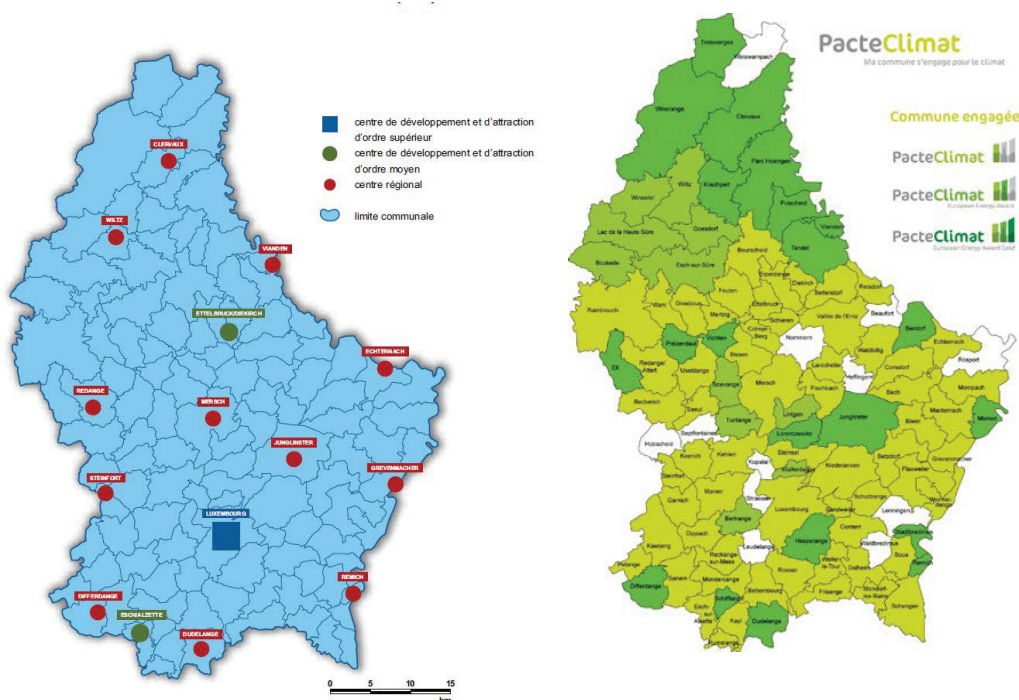 centre de développement et d'attraction
d'ordre supérieur
centre de développement et d'attraction
d'ordre moyen
centre régional
limite communale
CLERVAUX
WILTZ
VIANDEN
ETTELBRUCK/DIEKIRCH
ECHTERNACH
REDANGE
MERSCH
JUNGLINSTER
GREVENMACHER
STEINFORT
LUXEMBOURG
REMICH
DIFFERDANGE
ESCH/ALZETTE
DUDELANGE
0 5 10 15
km
PacteClimat
Ma commune s'engage pour le climat
Commune engagée
PacteClimat
PacteClimat
European Energy Award
PacteClimat
European Energy Award Gold
Troisvierges
Weiswampach
Wincrange
Clervaux
Parc Hosingen
Wiltz
Kiischpelt
Winseler
Putscheid
Goesdorf
Vianden
Lac de la Haute Sûre
Tandel
Bourscheid
Boulaide
Esch-sur-Sûre
Erpeldange
Diekirch
Feulen
Bettendorf
Reisdorf
Wahl
Grosbous
Ettelbruck
Rambrouch
Mertzig
Schieren
Vallée de l'Ernz
Beaufort
Berdorf
Colmar-
Berg
Nommern
Echternach
Préizerdaul
Vichten
Waldbillig
Rosport
Ell
Redange/
Attert
Useldange
Bissen
Larochette
Consdorf
Heffingen
Mersch
Fischbach
Bech
Mompach
Beckerich
Boevange
Saeul
Lintgen
Junglinster
Manternach
Mertert
Tuntange
Biwer
Septfontaines
Lorentzweiler
Hobscheid
Steinsel
Betzdorf
Grevenmacher
Koerich
Kehlen
Kopstal
Walferdange
Niederanven
Flaxweiler
Steinfort
Garnich
Mamer
Strassen
Schuttrange
Wormel-
dange
Luxembourg
Sandweiler
Lenningen
Bertrange
Contern
Dippach
Hesperange
Stadtbredimus
Käerjeng
Leudelange
Waldbredimus
Reckange-
sur-Mess
Weiler-
la-Tour
Bous
Remich
Dalheim
Pétange
Roeser
Sanem
Mondercange
Differdange
Bettembourg
Frisange
Mondorf-
les-Bains
Schifflange
Schengen
Esch-
sur-
Alzette
Kayl
Dudelange
Rumelange